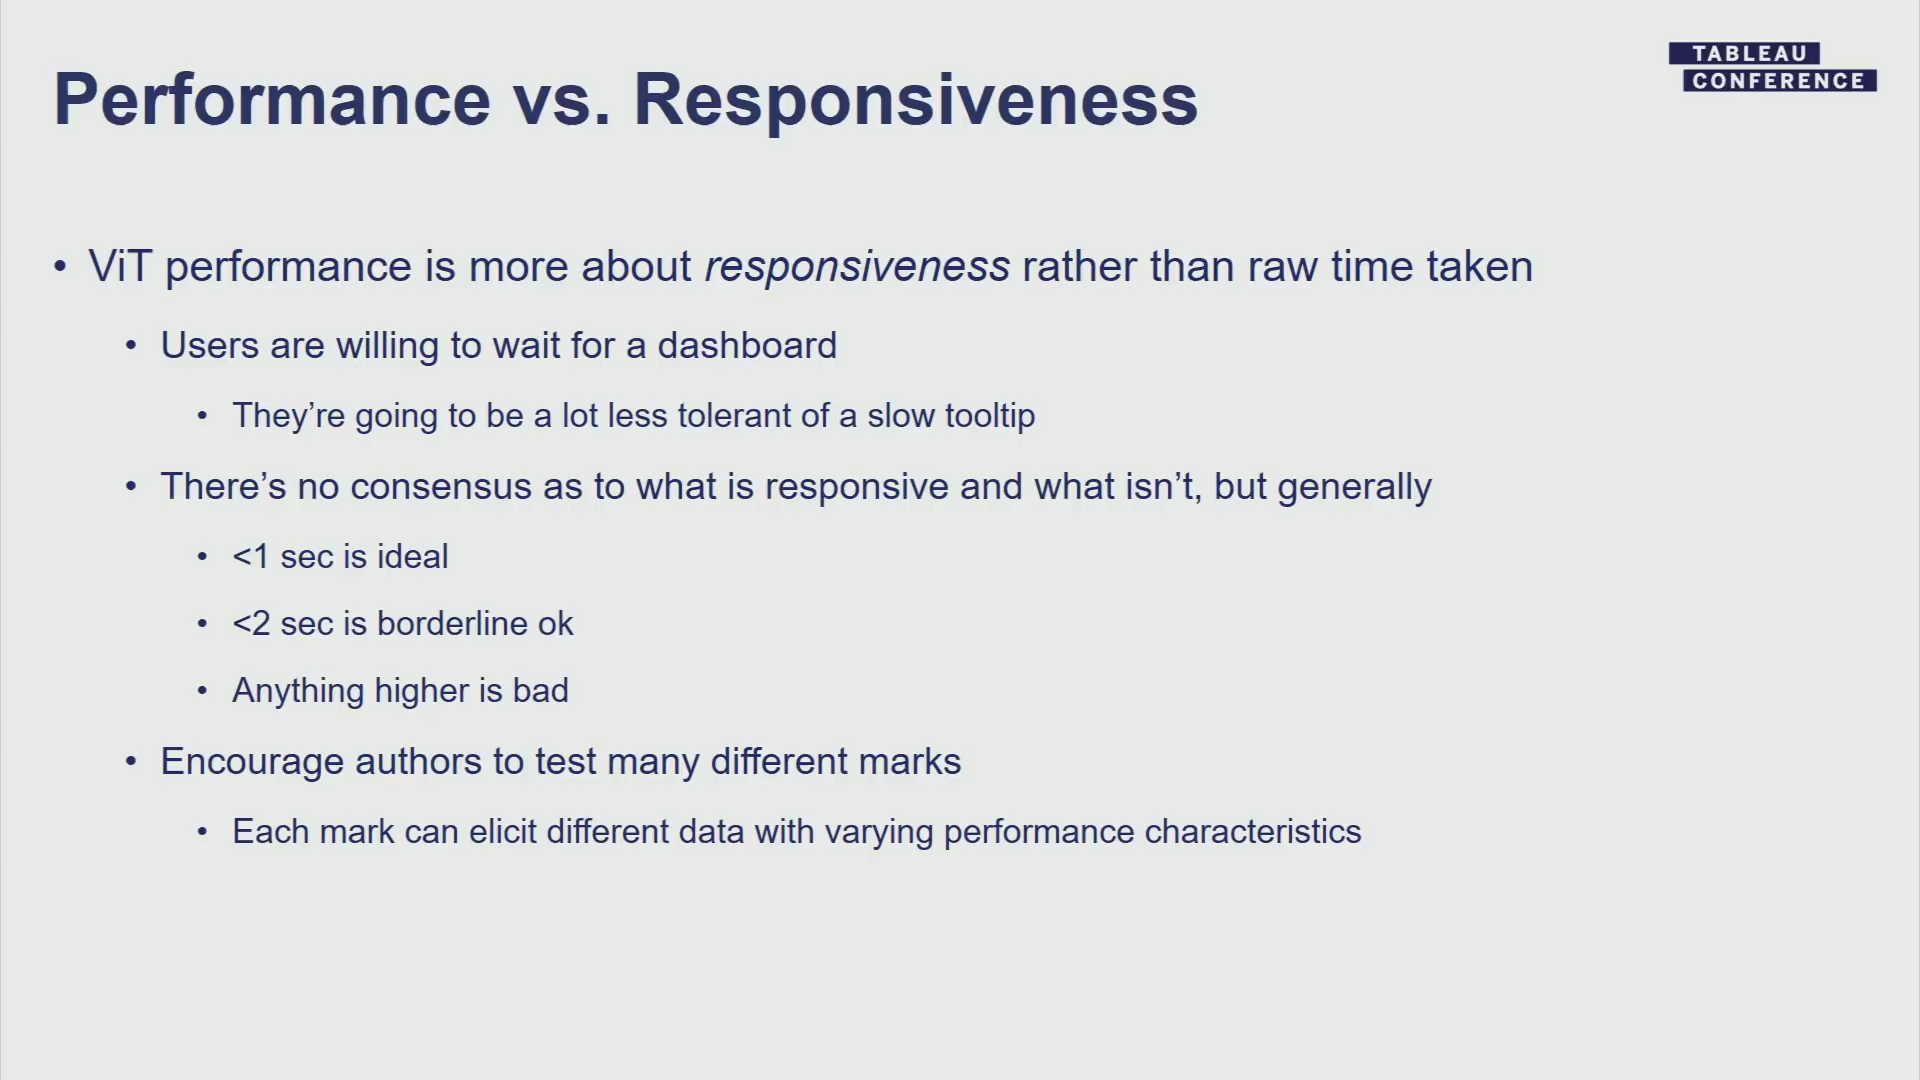 TABLEAU
CONFERENCE
Performance vs. Responsiveness
• ViT performance is more about responsiveness rather than raw time taken
• Users are willing to wait for a dashboard
• They’re going to be a lot less tolerant of a slow tooltip
• There’s no consensus as to what is responsive and what isn’t, but generally
• <1 sec is ideal
• <2 sec is borderline ok
• Anything higher is bad
• Encourage authors to test many different marks
• Each mark can elicit different data with varying performance characteristics